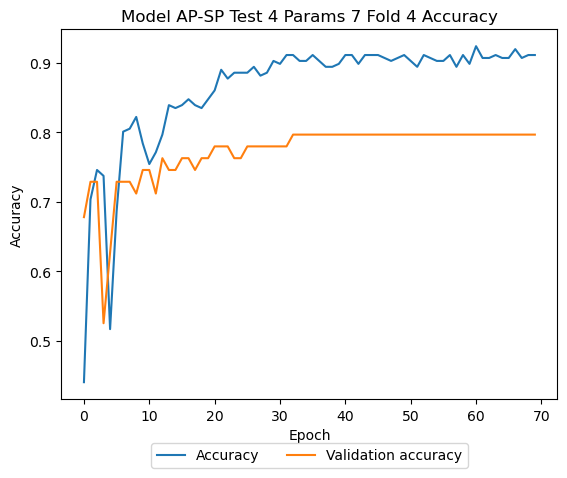 Model AP-SP Test 4 Params 7 Fold 4 Accuracy
0.9
0.8
0.7
0.6
0.5
Accuracy
0 10 20 30 40 50 60 70
Epoch
Accuracy Validation accuracy